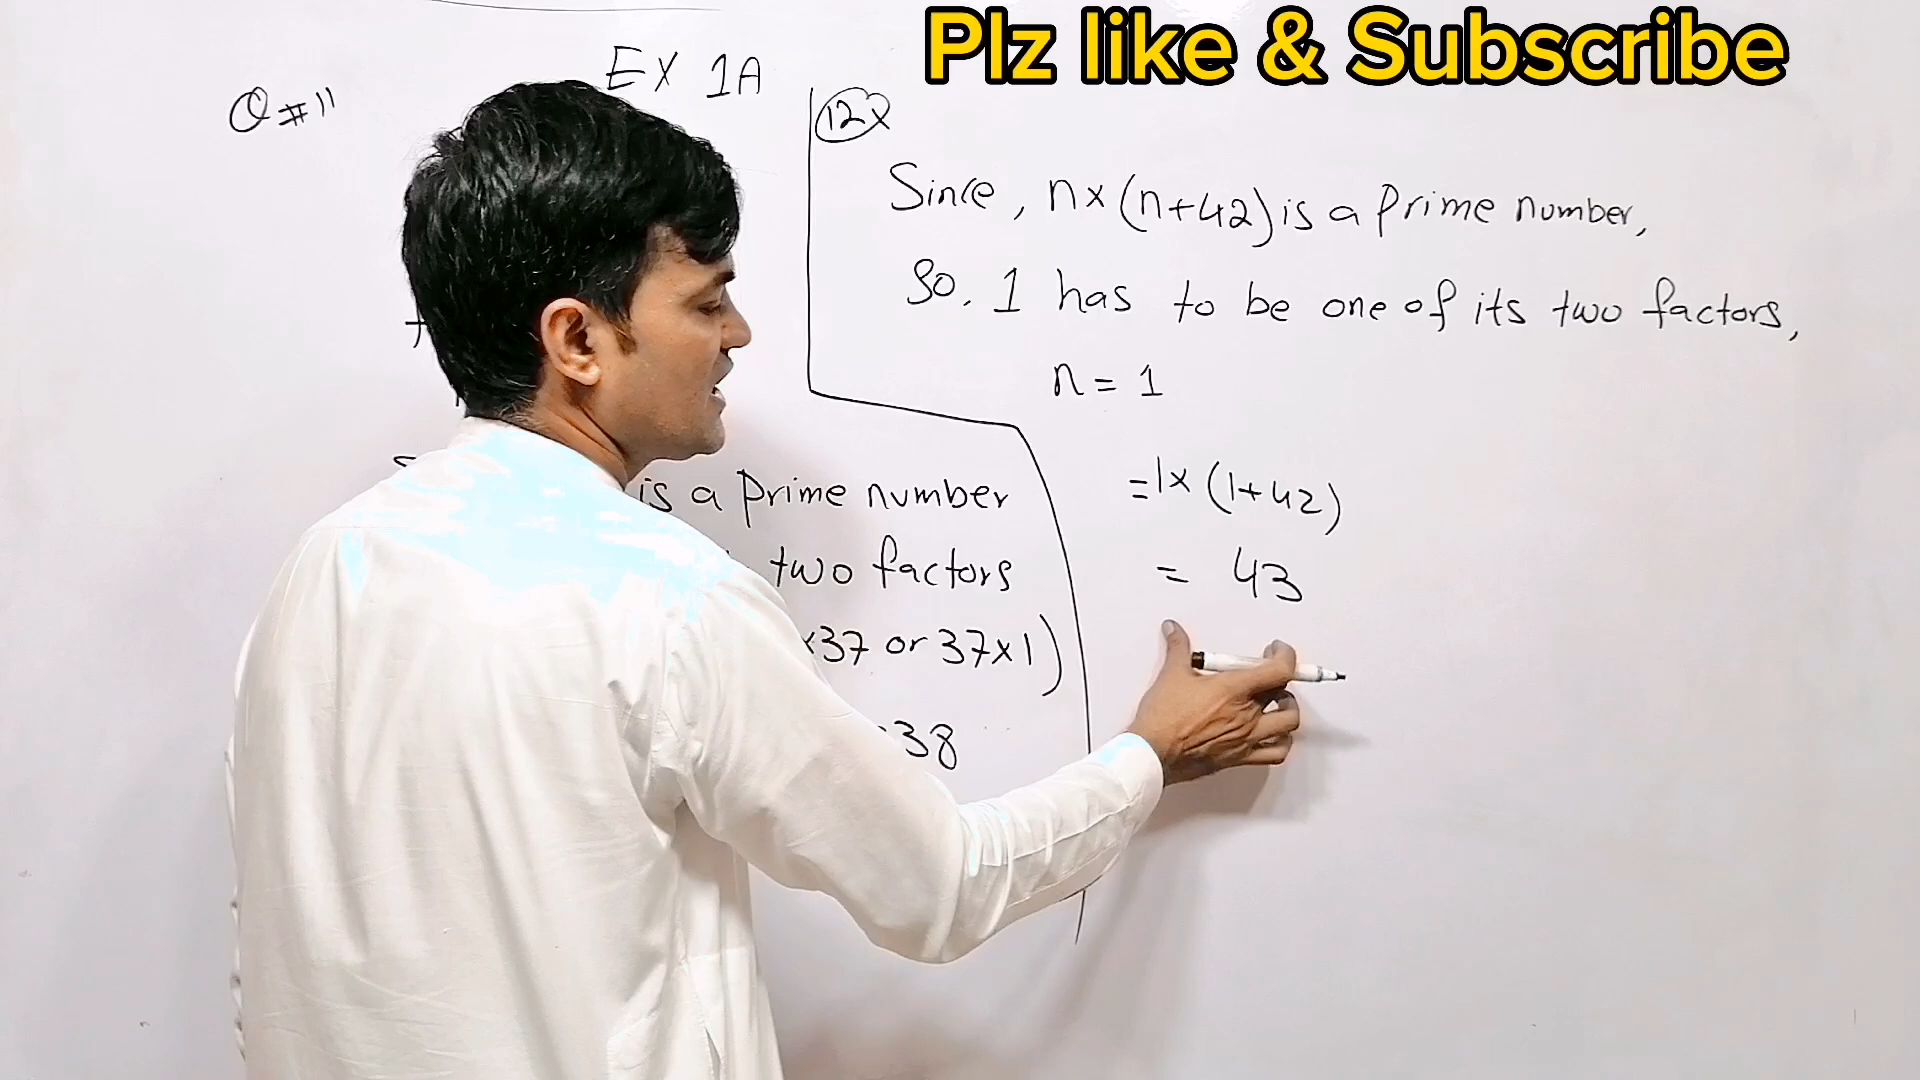 Plz like & Subscribe
EX 1A
Q#11
is a prime number
two factors
×37 or 37×1)
38
12
Since, n×(n+42) is a prime number,
So. 1 has to be one of its two factors,
n = 1
=1×(1+42)
= 43